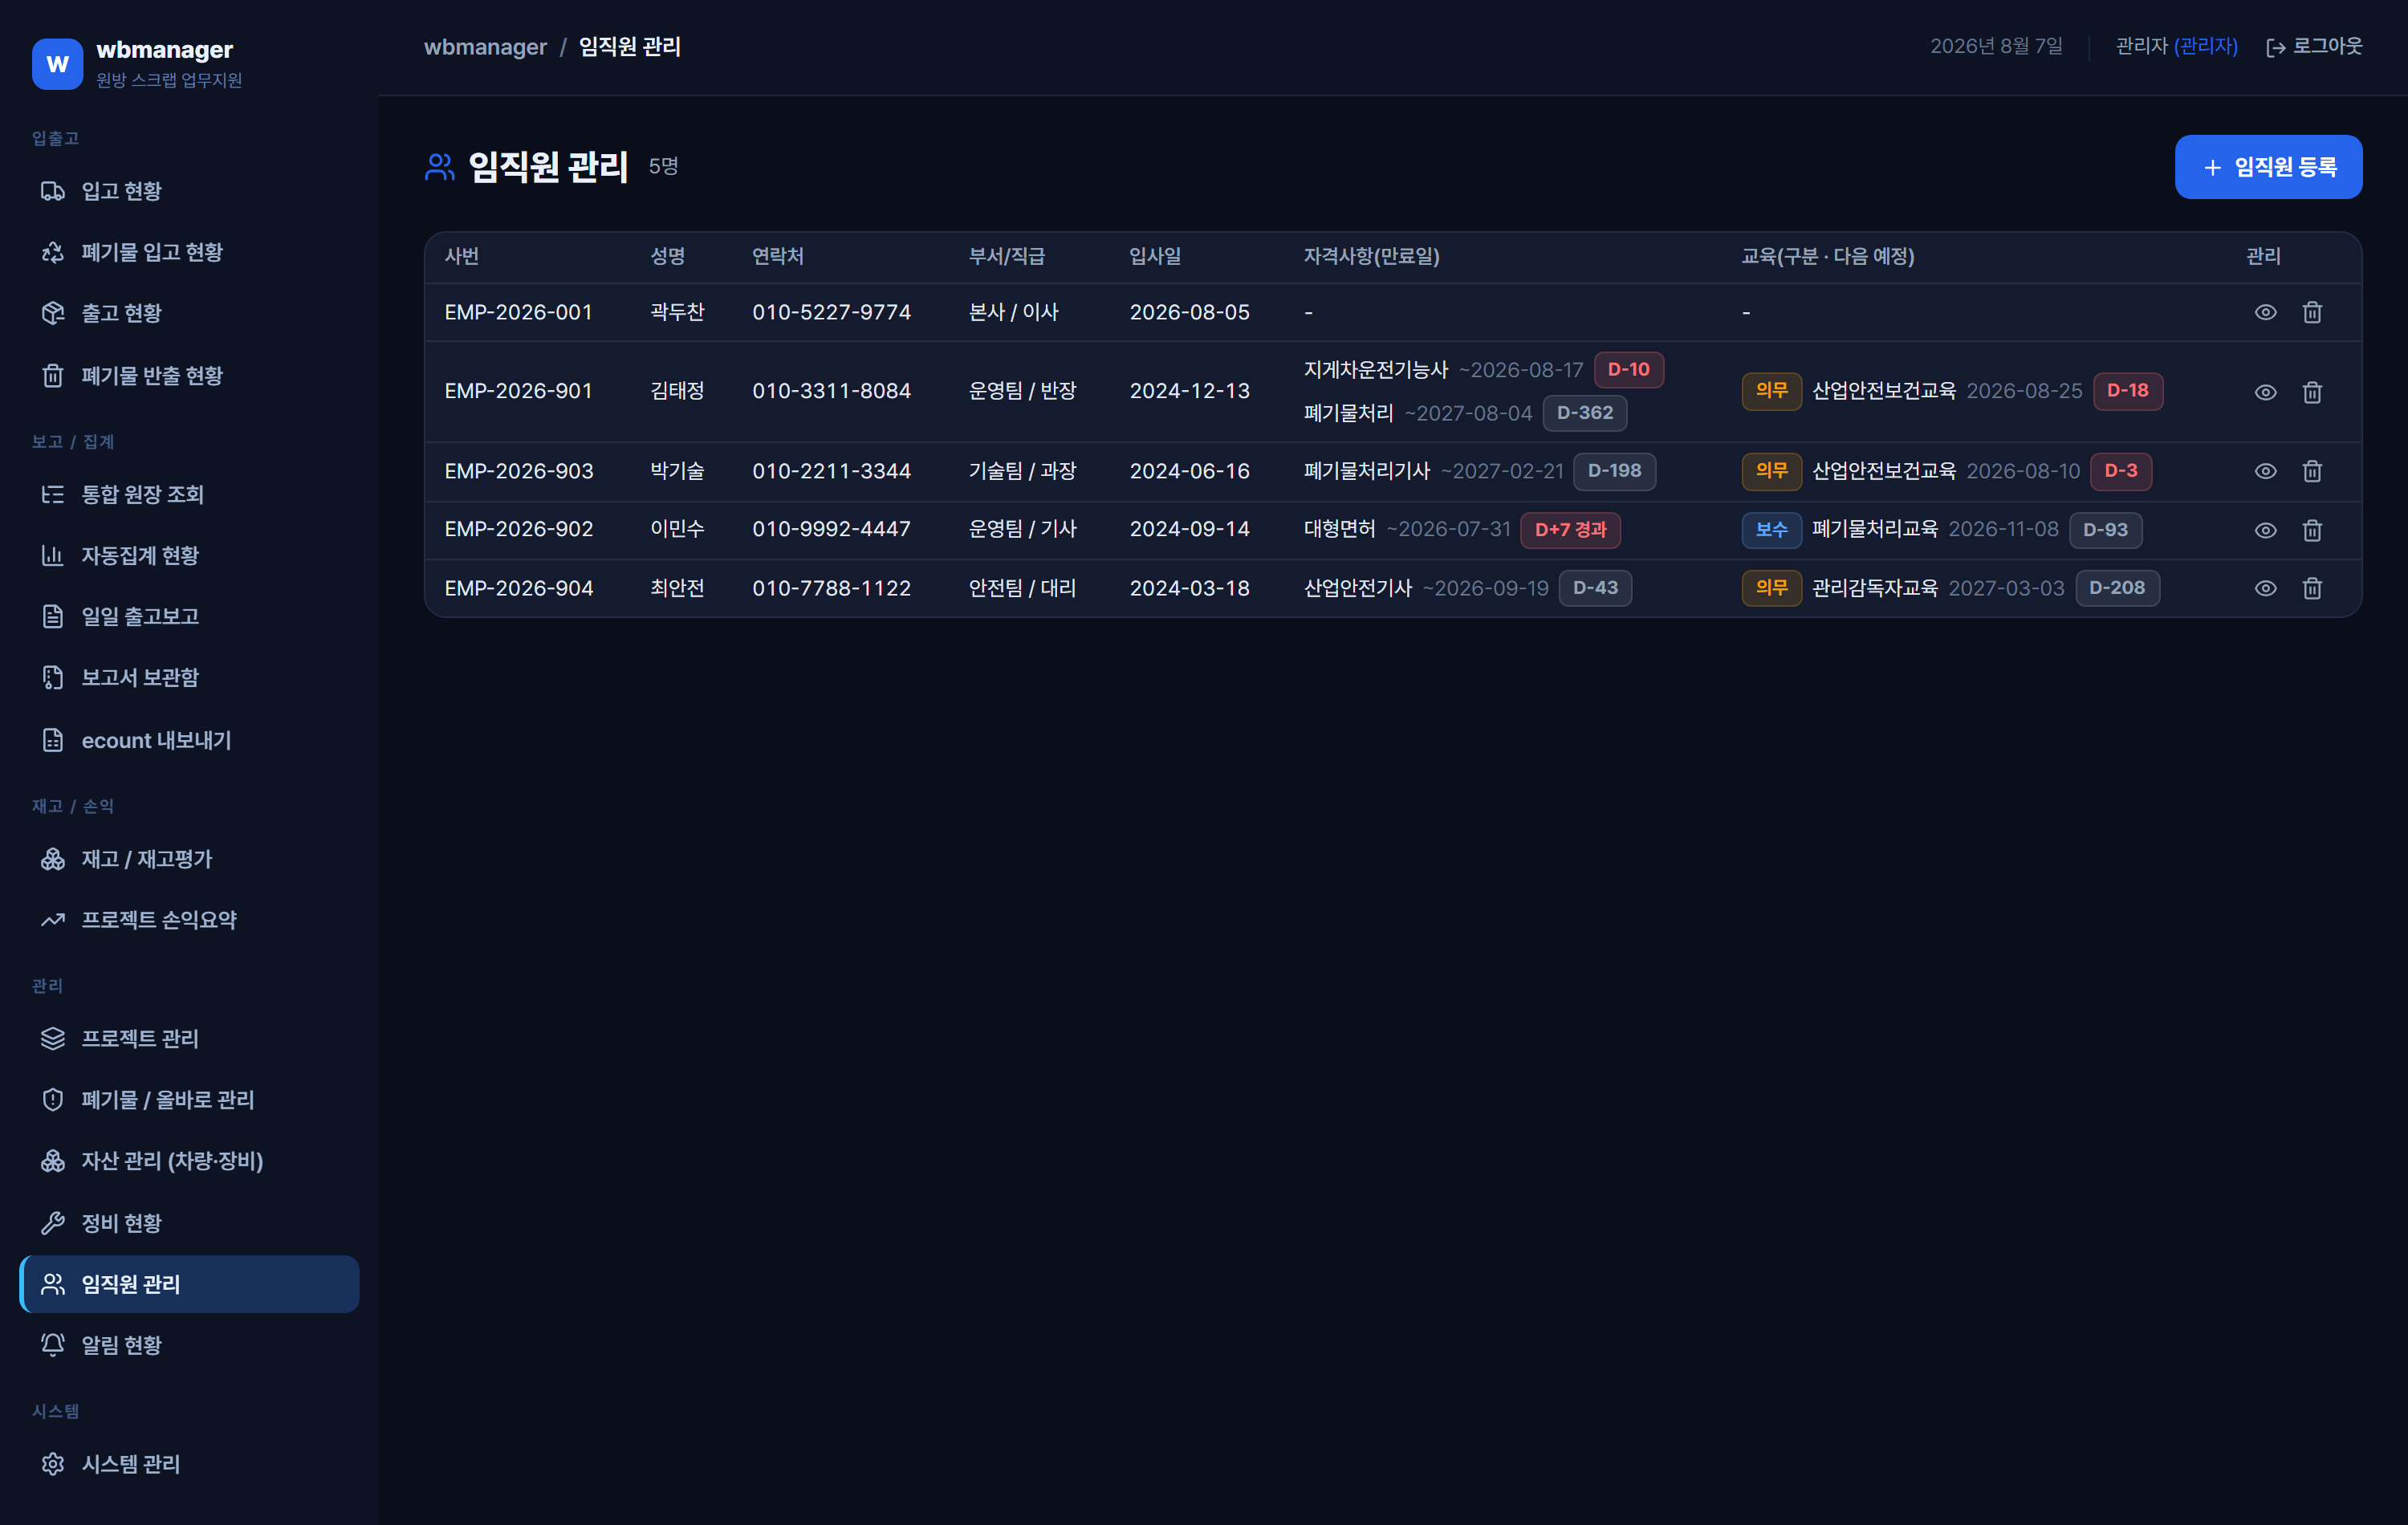 W
wbmanager
원방 스크랩 업무지원
입출고
입고 현황
폐기물 입고 현황
출고 현황
폐기물 반출 현황
보고 / 집계
통합 원장 조회
자동집계 현황
일일 출고보고
보고서 보관함
ecount 내보내기
재고 / 손익
재고 / 재고평가
프로젝트 손익요약
관리
프로젝트 관리
폐기물 / 올바로 관리
자산 관리 (차량·장비)
정비 현황
임직원 관리
알림 현황
시스템
시스템 관리
wbmanager / 임직원 관리
2026년 8월 7일 관리자 (관리자) 로그아웃
임직원 관리 5명
+ 임직원 등록
사번 성명 연락처 부서/직급 입사일 자격사항(만료일) 교육(구분 · 다음 예정) 관리
EMP-2026-001 곽두찬 010-5227-9774 본사 / 이사 2026-08-05 - -
EMP-2026-901 김태정 010-3311-8084 운영팀 / 반장 2024-12-13 지게차운전기능사 ~2026-08-17 D-10
폐기물처리 ~2027-08-04 D-362
의무 산업안전보건교육 2026-08-25 D-18
EMP-2026-903 박기술 010-2211-3344 기술팀 / 과장 2024-06-16 폐기물처리기사 ~2027-02-21 D-198 의무 산업안전보건교육 2026-08-10 D-3
EMP-2026-902 이민수 010-9992-4447 운영팀 / 기사 2024-09-14 대형면허 ~2026-07-31 D+7 경과 보수 폐기물처리교육 2026-11-08 D-93
EMP-2026-904 최안전 010-7788-1122 안전팀 / 대리 2024-03-18 산업안전기사 ~2026-09-19 D-43 의무 관리감독자교육 2027-03-03 D-208